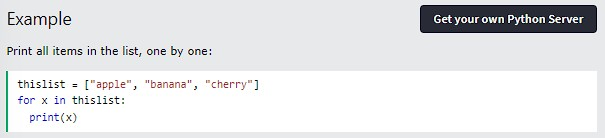 Example
Get your own Python Server
Print all items in the list, one by one:
thislist = ["apple", "banana", "cherry"]
for x in thislist:
  print(x)